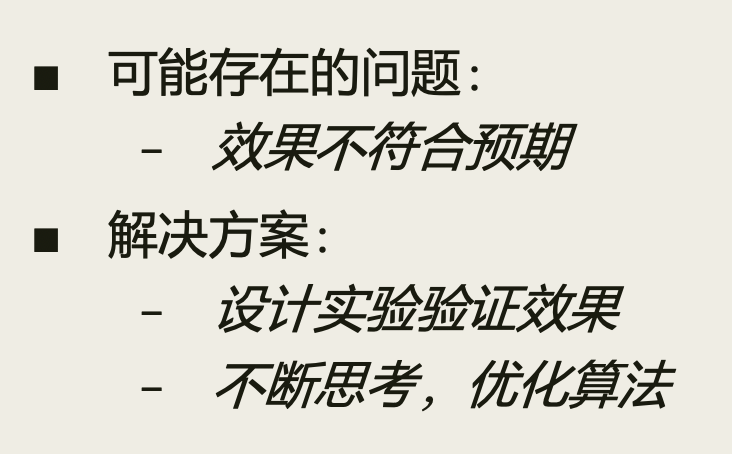 ■ 可能存在的问题：
– 效果不符合预期
■ 解决方案：
– 设计实验验证效果
– 不断思考，优化算法